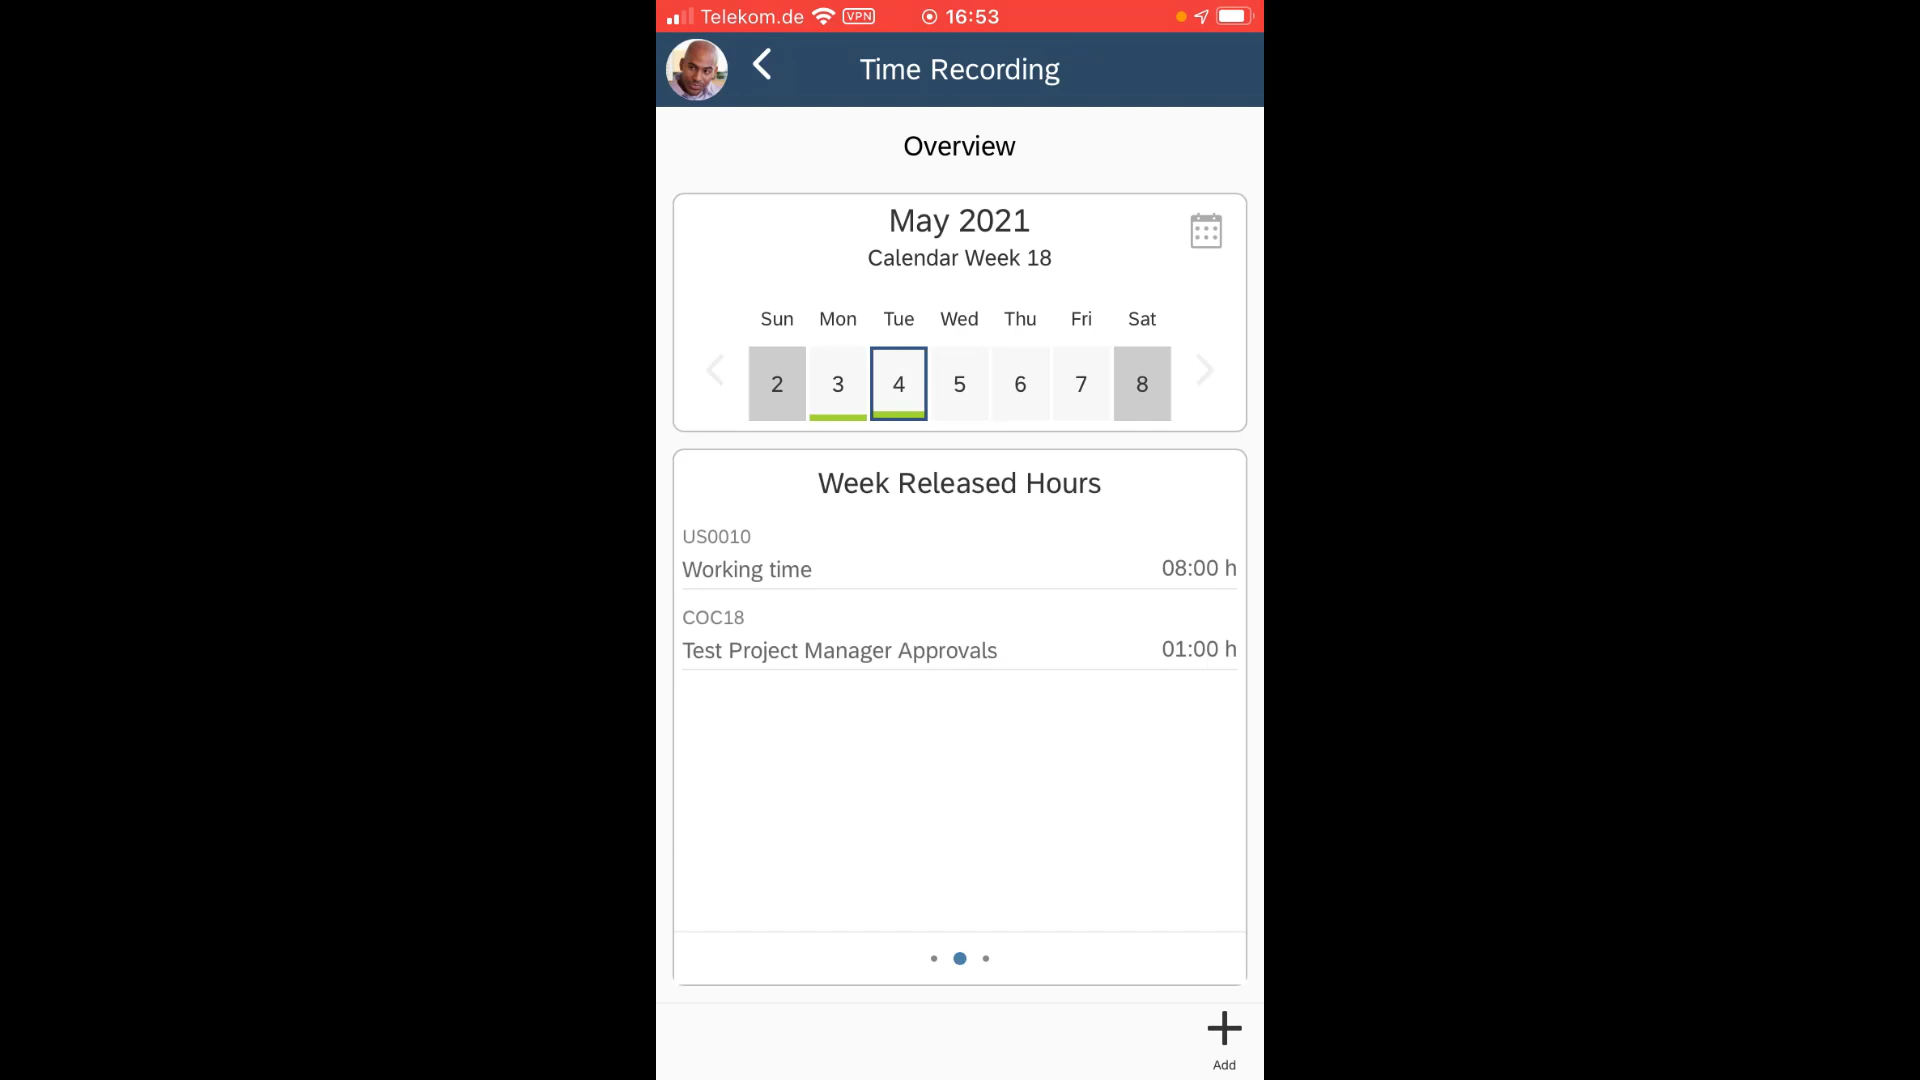 Telekom.de VPN 16:53
Time Recording
Overview
May 2021
Calendar Week 18
Sun Mon Tue Wed Thu Fri Sat
2 3 4 5 6 7 8
Week Released Hours
US0010
Working time 08:00 h
COC18
Test Project Manager Approvals 01:00 h
Add